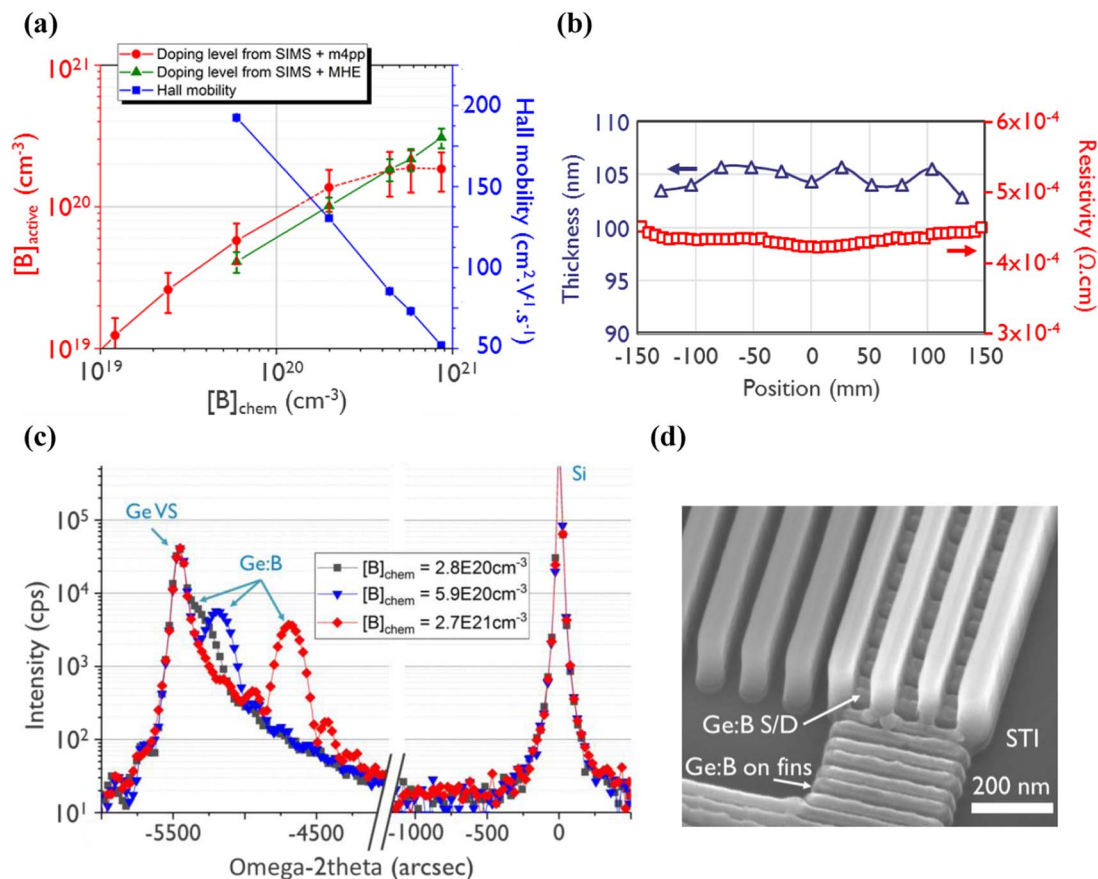 (a)
Doping level from SIMS + m4pp
Doping level from SIMS + MHE
Hall mobility
10²¹
10²⁰
10¹⁹
[B]active (cm⁻³)
200
150
100
50
Hall mobility (cm².V⁻¹.s⁻¹)
10¹⁹ 10²⁰ 10²¹
[B]chem (cm⁻³)
(b)
110
105
100
95
90
Thickness (nm)
6x10⁻⁴
5x10⁻⁴
4x10⁻⁴
3x10⁻⁴
Resistivity (Ω.cm)
-150 -100 -50 0 50 100 150
Position (mm)
(c)
Ge VS
Ge:B
Si
[B]chem = 2.8E20cm⁻³
[B]chem = 5.9E20cm⁻³
[B]chem = 2.7E21cm⁻³
10⁵
10⁴
10³
10²
10¹
Intensity (cps)
-5500 -4500 -1000 -500 0
Omega-2theta (arcsec)
(d)
Ge:B S/D
STI
Ge:B on fins
200 nm